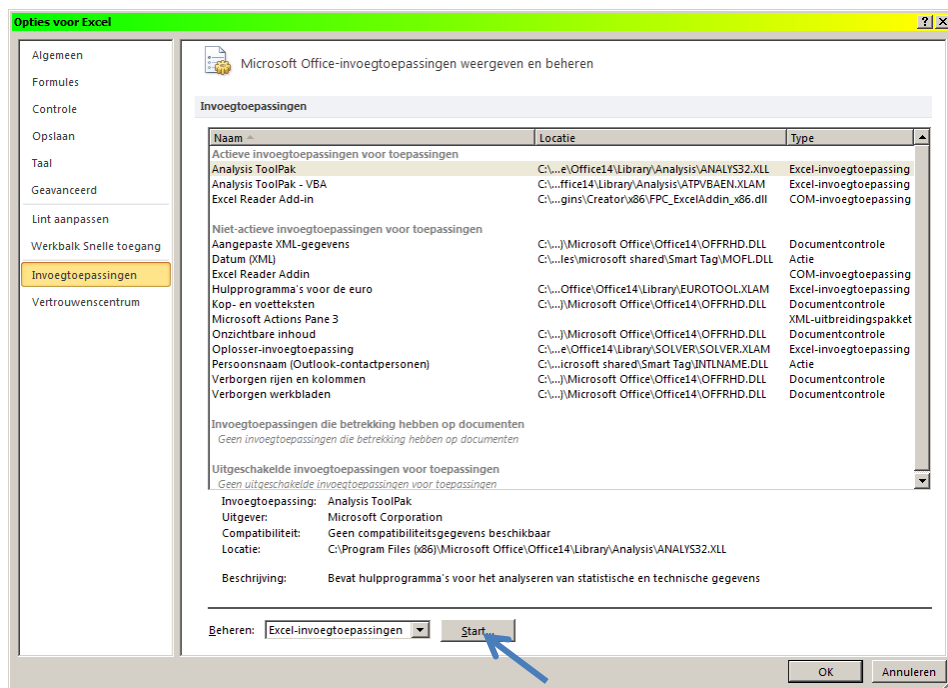 Opties voor Excel
Algemeen
Formules
Controle
Opslaan
Taal
Geavanceerd
Lint aanpassen
Werkbalk Snelle toegang
Invoegtoepassingen
Vertrouwenscentrum
Microsoft Office-invoegtoepassingen weergeven en beheren
Invoegtoepassingen
Naam Locatie Type
Actieve invoegtoepassingen voor toepassingen
Analysis ToolPak C:\...e\Office14\Library\Analysis\ANALYS32.XLL Excel-invoegtoepassing
Analysis ToolPak - VBA C:\...ffice14\Library\Analysis\ATPVBAEN.XLAM Excel-invoegtoepassing
Excel Reader Add-in C:\...gins\Creator\x86\FPC_ExcelAddin_x86.dll COM-invoegtoepassing
Niet-actieve invoegtoepassingen voor toepassingen
Aangepaste XML-gegevens C:\...)\Microsoft Office\Office14\OFFRHD.DLL Documentcontrole
Datum (XML) C:\...les\microsoft shared\Smart Tag\MOFL.DLL Actie
Excel Reader Addin COM-invoegtoepassing
Hulpprogramma's voor de euro C:\...Office\Office14\Library\EUROTOOL.XLAM Excel-invoegtoepassing
Kop- en voetteksten C:\...)\Microsoft Office\Office14\OFFRHD.DLL Documentcontrole
Microsoft Actions Pane 3 XML-uitbreidingspakket
Onzichtbare inhoud C:\...)\Microsoft Office\Office14\OFFRHD.DLL Documentcontrole
Oplosser-invoegtoepassing C:\...e\Office14\Library\SOLVER\SOLVER.XLAM Excel-invoegtoepassing
Persoonsnaam (Outlook-contactpersonen) C:\...icrosoft shared\Smart Tag\INTLNAME.DLL Actie
Verborgen rijen en kolommen C:\...)\Microsoft Office\Office14\OFFRHD.DLL Documentcontrole
Verborgen werkbladen C:\...)\Microsoft Office\Office14\OFFRHD.DLL Documentcontrole
Invoegtoepassingen die betrekking hebben op documenten
Geen invoegtoepassingen die betrekking hebben op documenten
Uitgeschakelde invoegtoepassingen voor toepassingen
Geen uitgeschakelde invoegtoepassingen voor toepassingen
Invoegtoepassing: Analysis ToolPak
Uitgever: Microsoft Corporation
Compatibiliteit: Geen compatibiliteitsgegevens beschikbaar
Locatie: C:\Program Files (x86)\Microsoft Office\Office14\Library\Analysis\ANALYS32.XLL
Beschrijving: Bevat hulpprogramma's voor het analyseren van statistische en technische gegevens
Beheren: Excel-invoegtoepassingen Start...
OK Annuleren